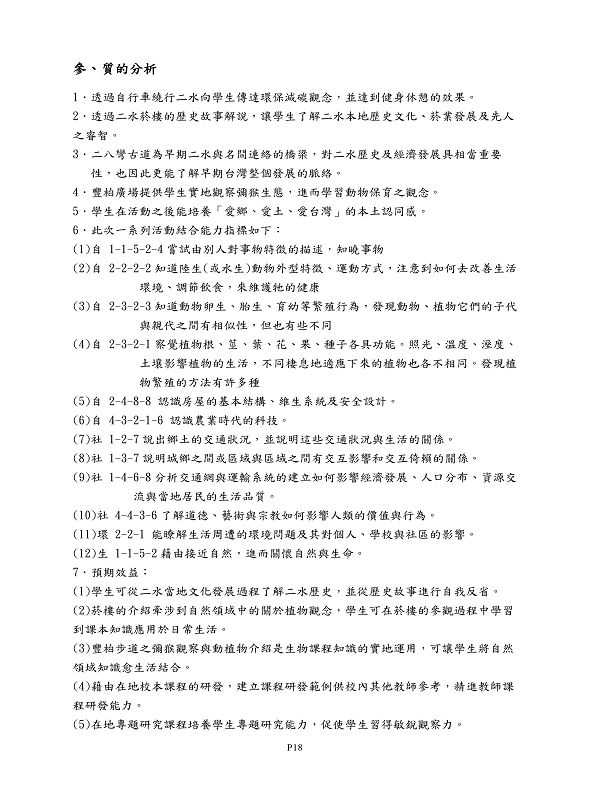 參、質的分析
1．透過自行車繞行二水向學生傳達環保減碳觀念，並達到健身休憩的效果。
2．透過二水菸樓的歷史故事解說，讓學生了解二水本地歷史文化、菸業發展及先人
之睿智。
3．二八彎古道為早期二水與名間連絡的橋梁，對二水歷史及經濟發展具相當重要
性，也因此更能了解早期台灣整個發展的脈絡。
4．豐柏廣場提供學生實地觀察彌猴生態，進而學習動物保育之觀念。
5．學生在活動之後能培養「愛鄉、愛土、愛台灣」的本土認同感。
6．此次一系列活動結合能力指標如下：
(1)自 1-1-5-2-4 嘗試由別人對事物特徵的描述，知曉事物
(2)自 2-2-2-2 知道陸生(或水生)動物外型特徵、運動方式，注意到如何去改善生活
環境、調節飲食，來維護牠的健康
(3)自 2-3-2-3 知道動物卵生、胎生、育幼等繁殖行為，發現動物、植物它們的子代
與親代之間有相似性，但也有些不同
(4)自 2-3-2-1 察覺植物根、莖、葉、花、果、種子各具功能。照光、溫度、溼度、
土壤影響植物的生活，不同棲息地適應下來的植物也各不相同。發現植
物繁殖的方法有許多種
(5)自 2-4-8-8 認識房屋的基本結構、維生系統及安全設計。
(6)自 4-3-2-1-6 認識農業時代的科技。
(7)社 1-2-7 說出鄉土的交通狀況，並說明這些交通狀況與生活的關係。
(8)社 1-3-7 說明城鄉之間或區域與區域之間有交互影響和交互倚賴的關係。
(9)社 1-4-6-8 分析交通網與運輸系統的建立如何影響經濟發展、人口分布、資源交
流與當地居民的生活品質。
(10)社 4-4-3-6 了解道德、藝術與宗教如何影響人類的價值與行為。
(11)環 2-2-1 能瞭解生活周遭的環境問題及其對個人、學校與社區的影響。
(12)生 1-1-5-2 藉由接近自然，進而關懷自然與生命。
7．預期效益：
(1)學生可從二水當地文化發展過程了解二水歷史，並從歷史故事進行自我反省。
(2)菸樓的介紹牽涉到自然領域中的關於植物觀念，學生可在菸樓的參觀過程中學習
到課本知識應用於日常生活。
(3)豐柏步道之彌猴觀察與動植物介紹是生物課程知識的實地運用，可讓學生將自然
領域知識愈生活結合。
(4)藉由在地校本課程的研發，建立課程研發範例供校內其他教師參考，精進教師課
程研發能力。
(5)在地專題研究課程培養學生專題研究能力，促使學生習得敏銳觀察力。
P18